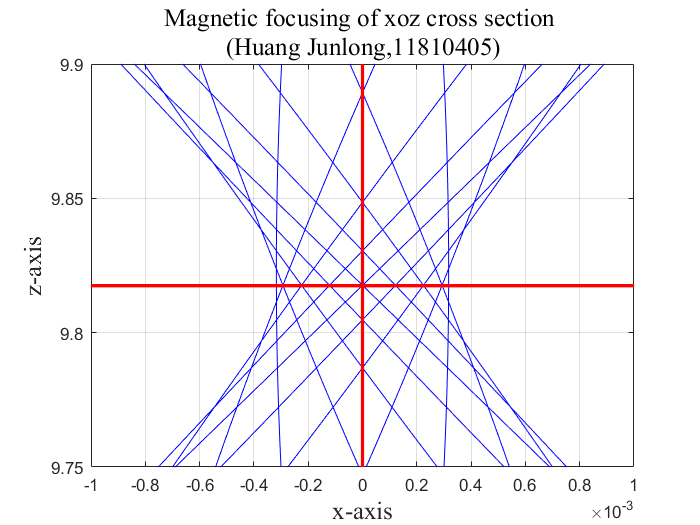 Magnetic focusing of xoz cross section
(Huang Junlong,11810405)
9.9
9.85
9.8
9.75
z-axis
-1 -0.8 -0.6 -0.4 -0.2 0 0.2 0.4 0.6 0.8 1
x-axis
×10⁻³